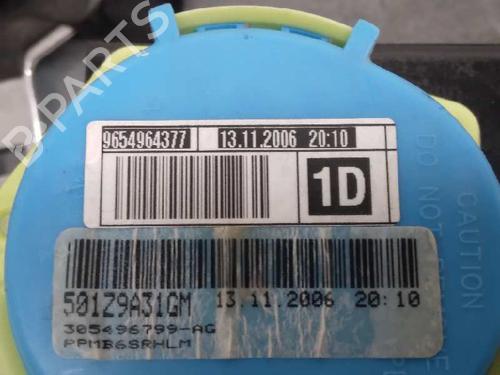 B-PARTS
9654964377 13.11.2006 20:10
1D
501Z9A31GM 13.11.2006 20:10
305496799-AG
PPMB6SRHLM
CAUTION
DO NOT